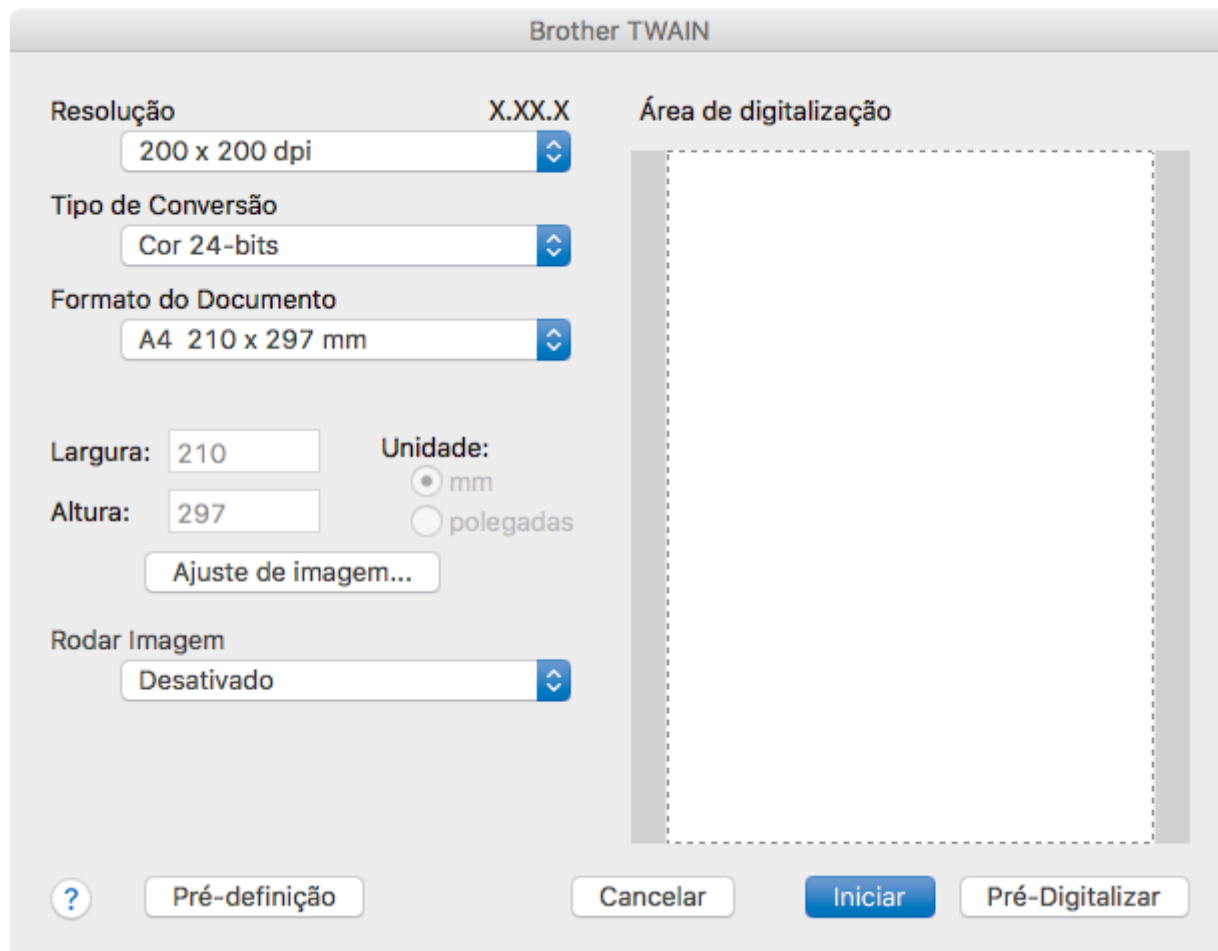 Brother TWAIN
Resolução X.XX.X
200 x 200 dpi
Tipo de Conversão
Cor 24-bits
Formato do Documento
A4 210 x 297 mm
Largura: 210
Unidade:
mm
Altura: 297
polegadas
Ajuste de imagem...
Rodar Imagem
Desativado
Área de digitalização
? Pré-definição Cancelar Iniciar Pré-Digitalizar